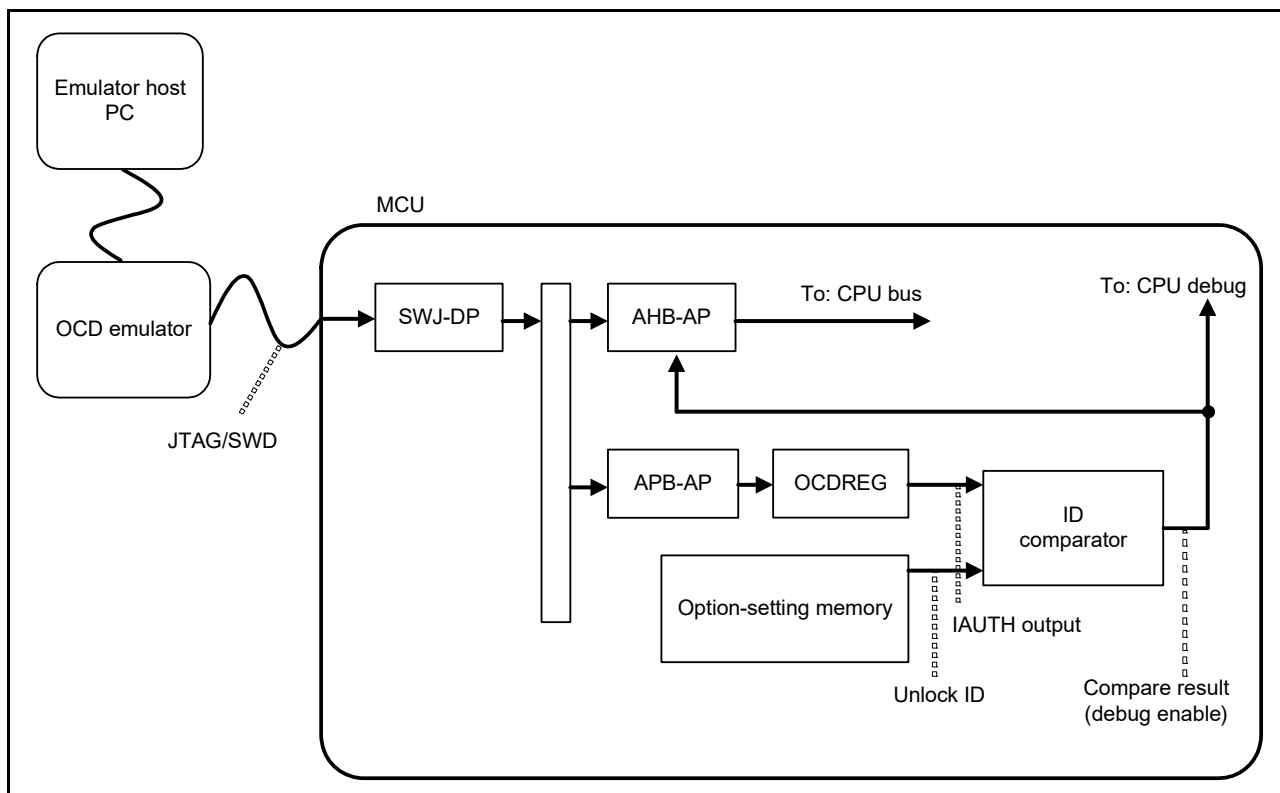 Emulator host
PC
MCU
OCD emulator
SWJ-DP
AHB-AP
To: CPU bus
To: CPU debug
JTAG/SWD
APB-AP
OCDREG
ID
comparator
Option-setting memory
IAUTH output
Unlock ID
Compare result
(debug enable)